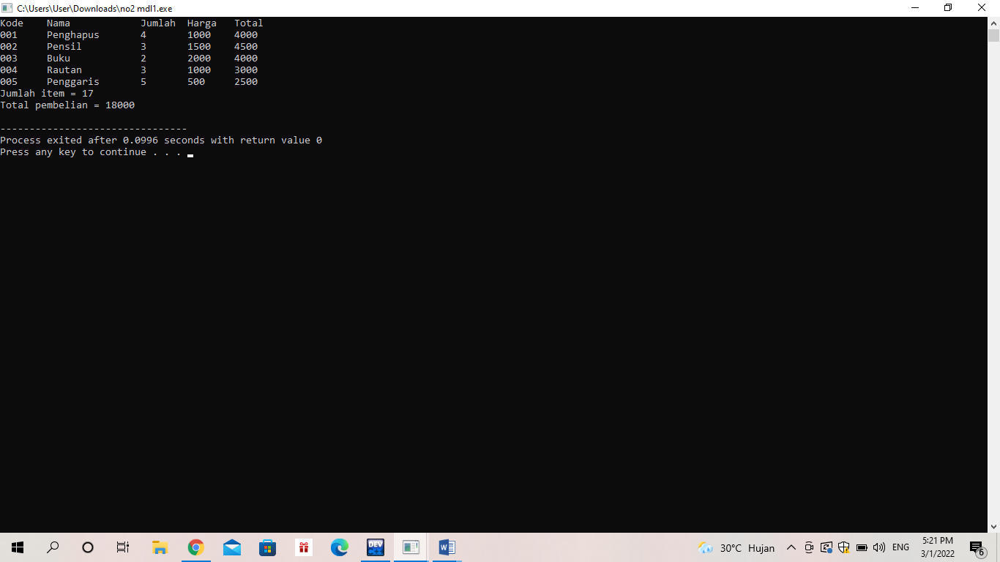 C:\Users\User\Downloads\no2 mdl1.exe
Kode Nama Jumlah Harga Total
001 Penghapus 4 1000 4000
002 Pensil 3 1500 4500
003 Buku 2 2000 4000
004 Rautan 3 1000 3000
005 Penggaris 5 500 2500
Jumlah item = 17
Total pembelian = 18000
--------------------------------
Process exited after 0.0996 seconds with return value 0
Press any key to continue . . .
DEV C++
W
30°C Hujan
ENG
5:21 PM
3/1/2022
6